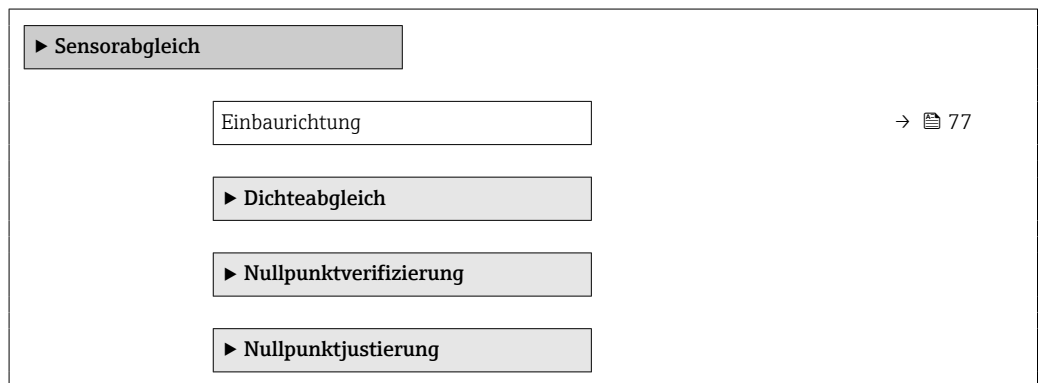 ▶ Sensorabgleich
Einbaurichtung → 77
▶ Dichteabgleich
▶ Nullpunktverifizierung
▶ Nullpunktjustierung